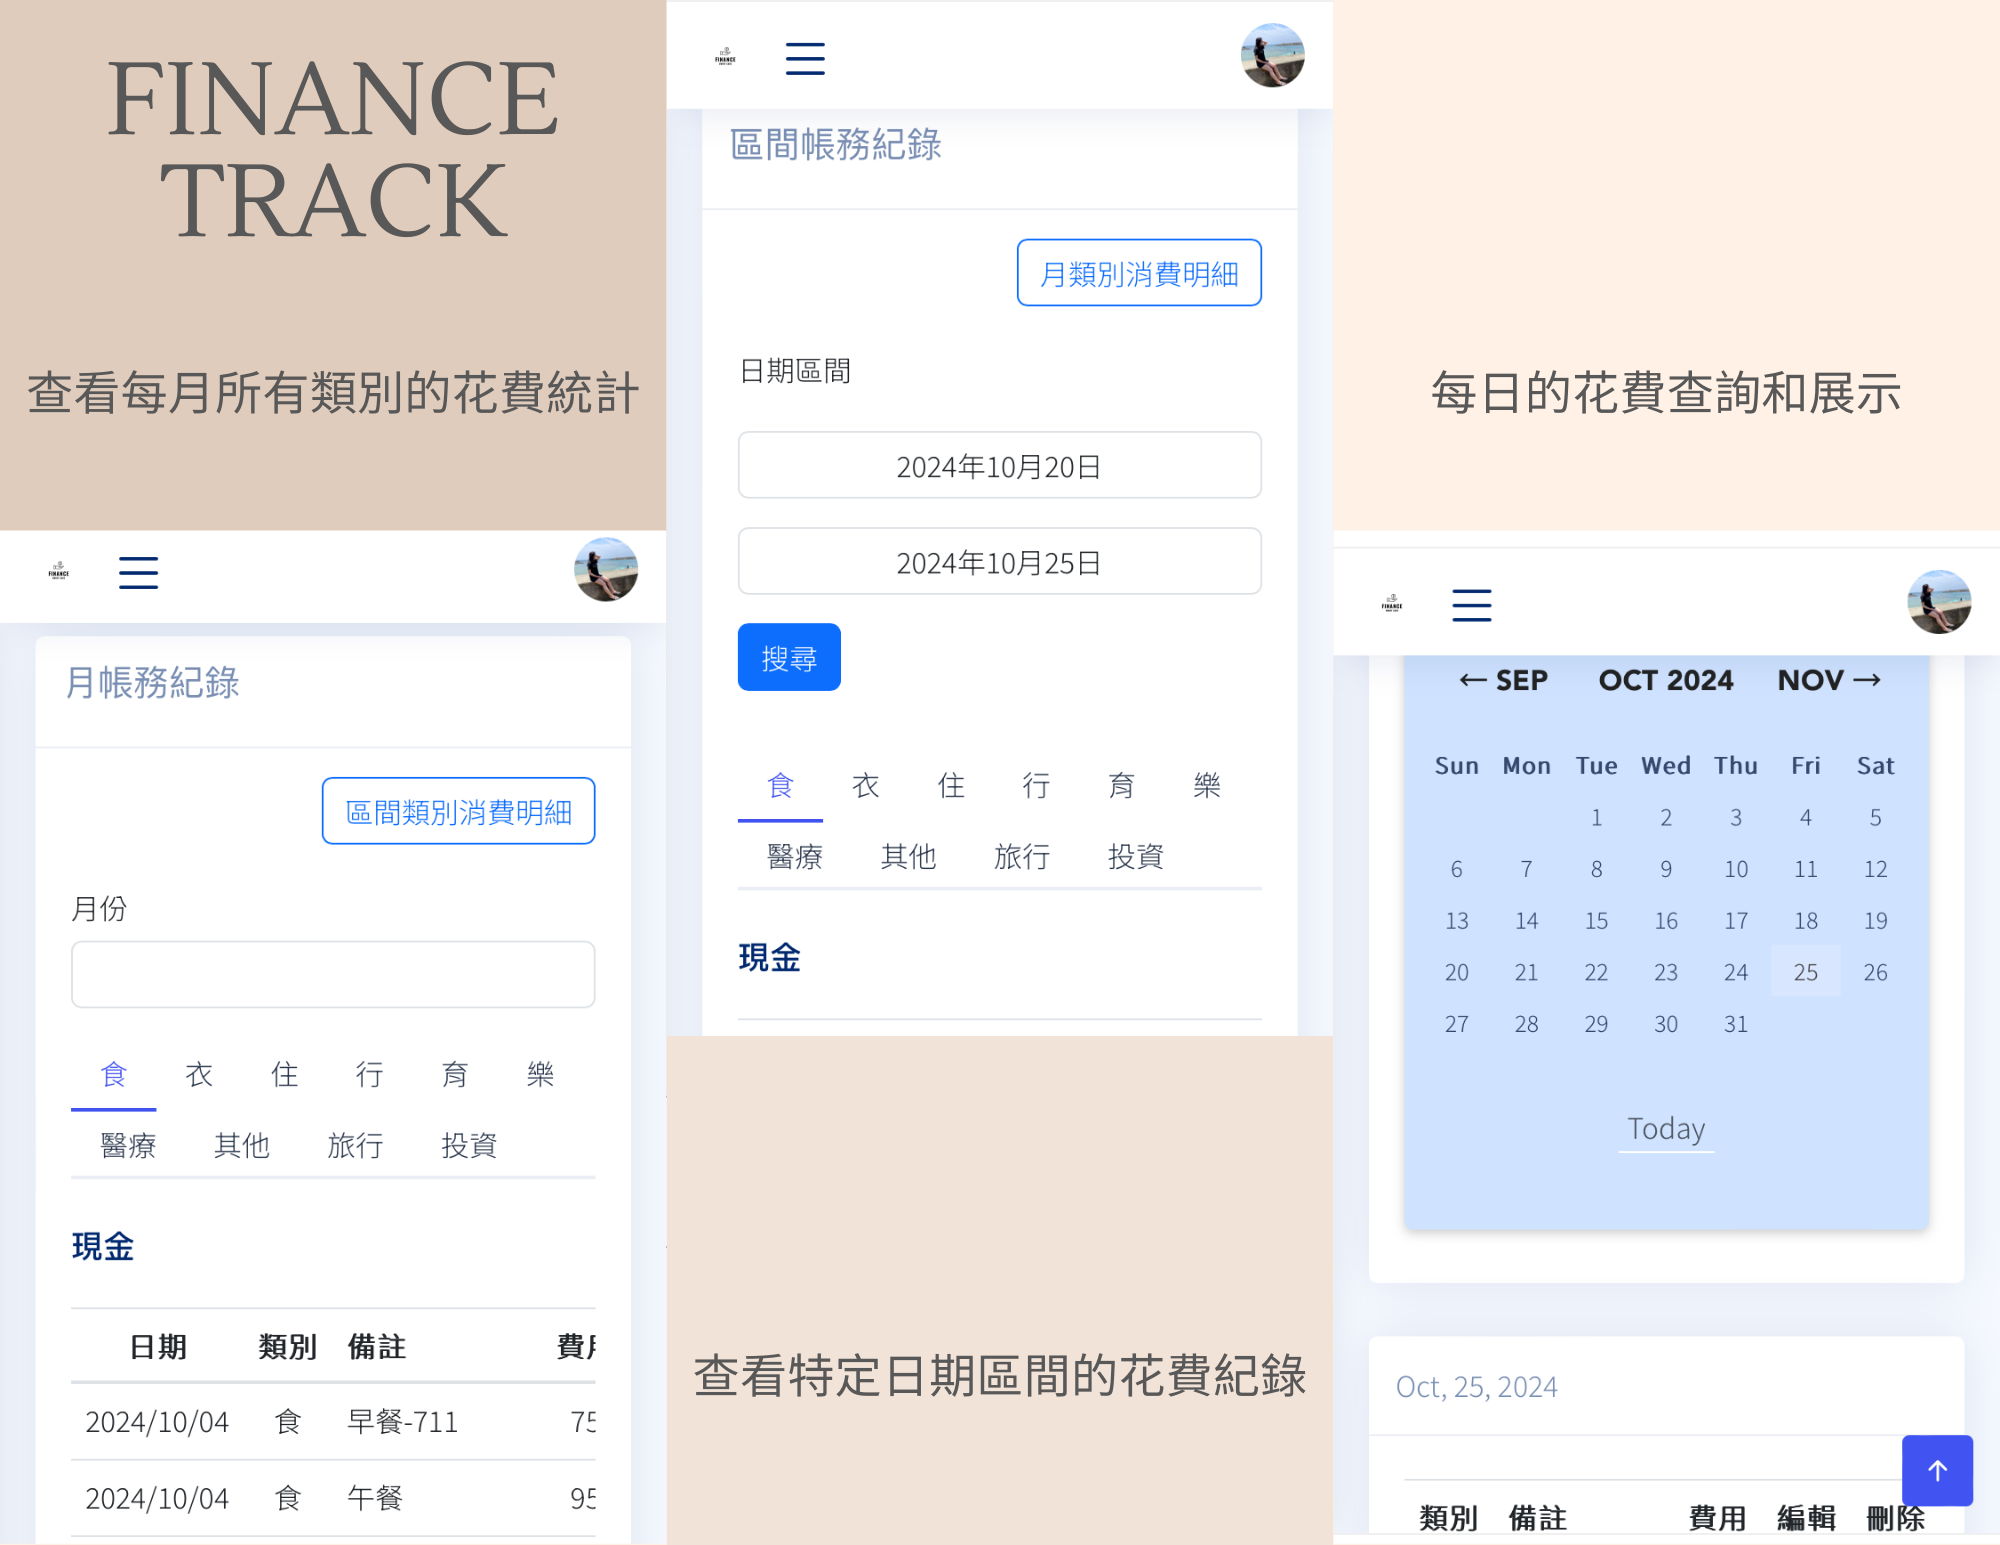 FINANCE
TRACK
查看每月所有類別的花費統計
FINANCE
月帳務紀錄
區間類別消費明細
月份
食 衣 住 行 育 樂
醫療 其他 旅行 投資
現金
日期 類別 備註 費用
2024/10/04 食 早餐-711 75
2024/10/04 食 午餐 95
FINANCE
區間帳務紀錄
月類別消費明細
日期區間
2024年10月20日
2024年10月25日
搜尋
食 衣 住 行 育 樂
醫療 其他 旅行 投資
現金
查看特定日期區間的花費紀錄
每日的花費查詢和展示
FINANCE
← SEP OCT 2024 NOV →
Sun Mon Tue Wed Thu Fri Sat
1 2 3 4 5
6 7 8 9 10 11 12
13 14 15 16 17 18 19
20 21 22 23 24 25 26
27 28 29 30 31
Today
Oct, 25, 2024
類別 備註 費用 編輯 刪除